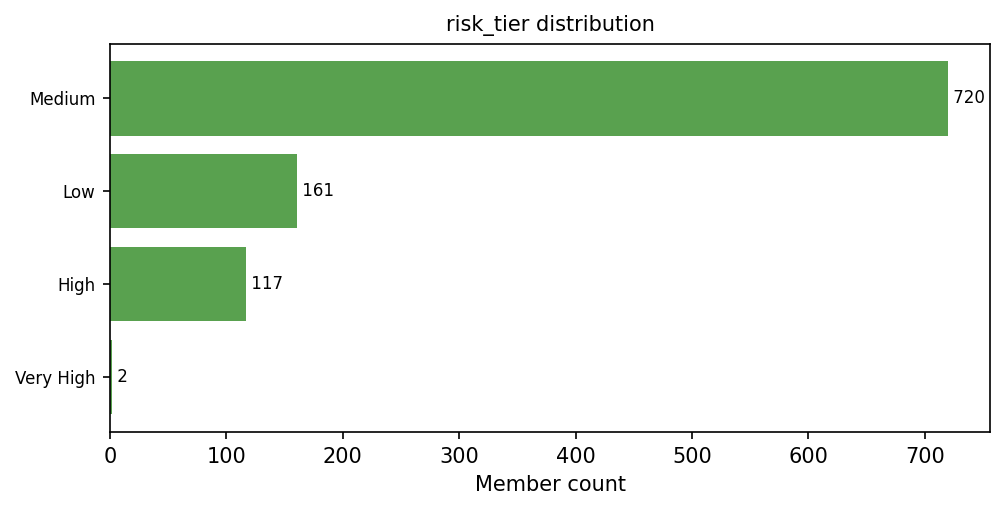 risk_tier distribution
Medium 720
Low 161
High 117
Very High 2
0 100 200 300 400 500 600 700
Member count